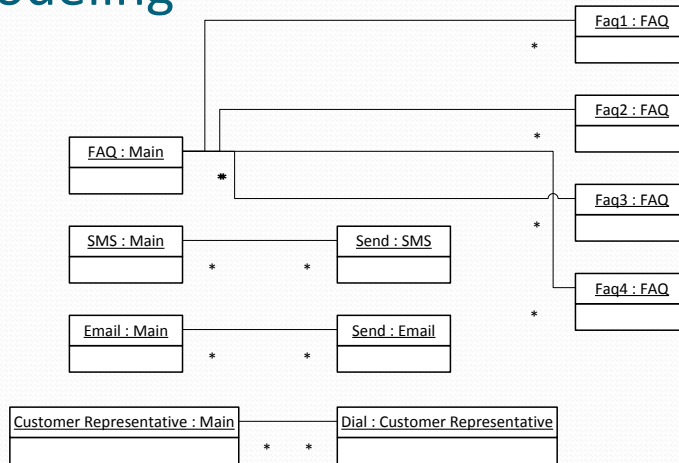 Faq1 : FAQ
*
Faq2 : FAQ
*
FAQ : Main
**
Faq3 : FAQ
*
SMS : Main
Send : SMS
* *
Faq4 : FAQ
*
Email : Main
Send : Email
* *
Customer Representative : Main
Dial : Customer Representative
* *